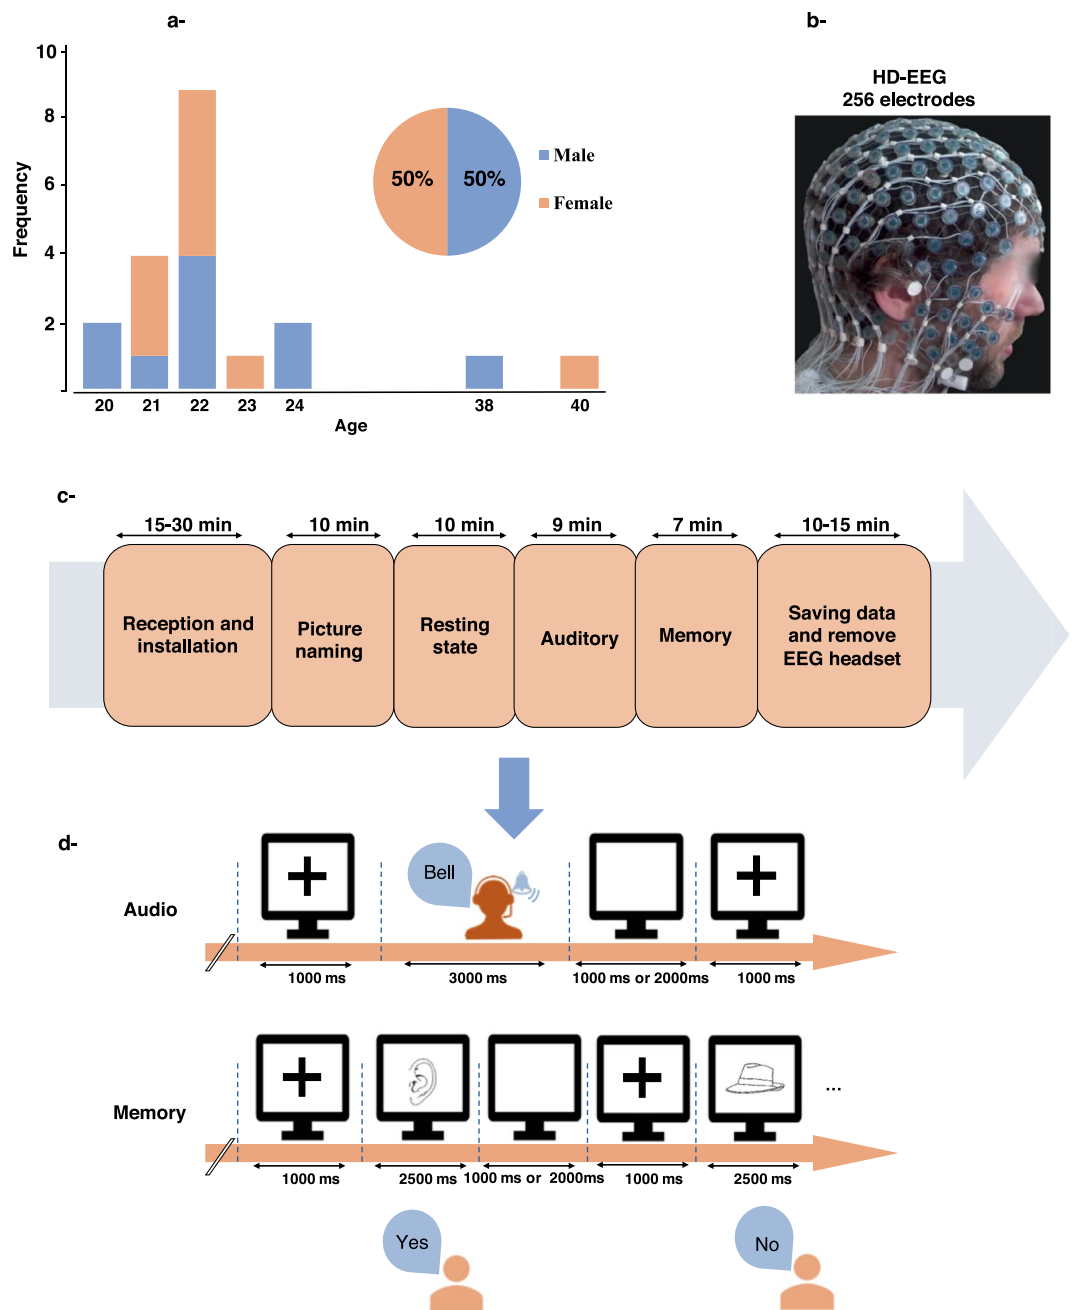 a-
10
8
6
4
2
Frequency
20 21 22 23 24 38 40
Age
50% 50%
Male
Female
b-
HD-EEG
256 electrodes
c-
15-30 min 10 min 10 min 9 min 7 min 10-15 min
Reception and
installation
Picture
naming
Resting
state
Auditory
Memory
Saving data
and remove
EEG headset
d-
Audio
Bell
1000 ms 3000 ms 1000 ms or 2000ms 1000 ms
Memory
...
1000 ms 2500 ms 1000 ms or 2000ms 1000 ms 2500 ms
Yes
No